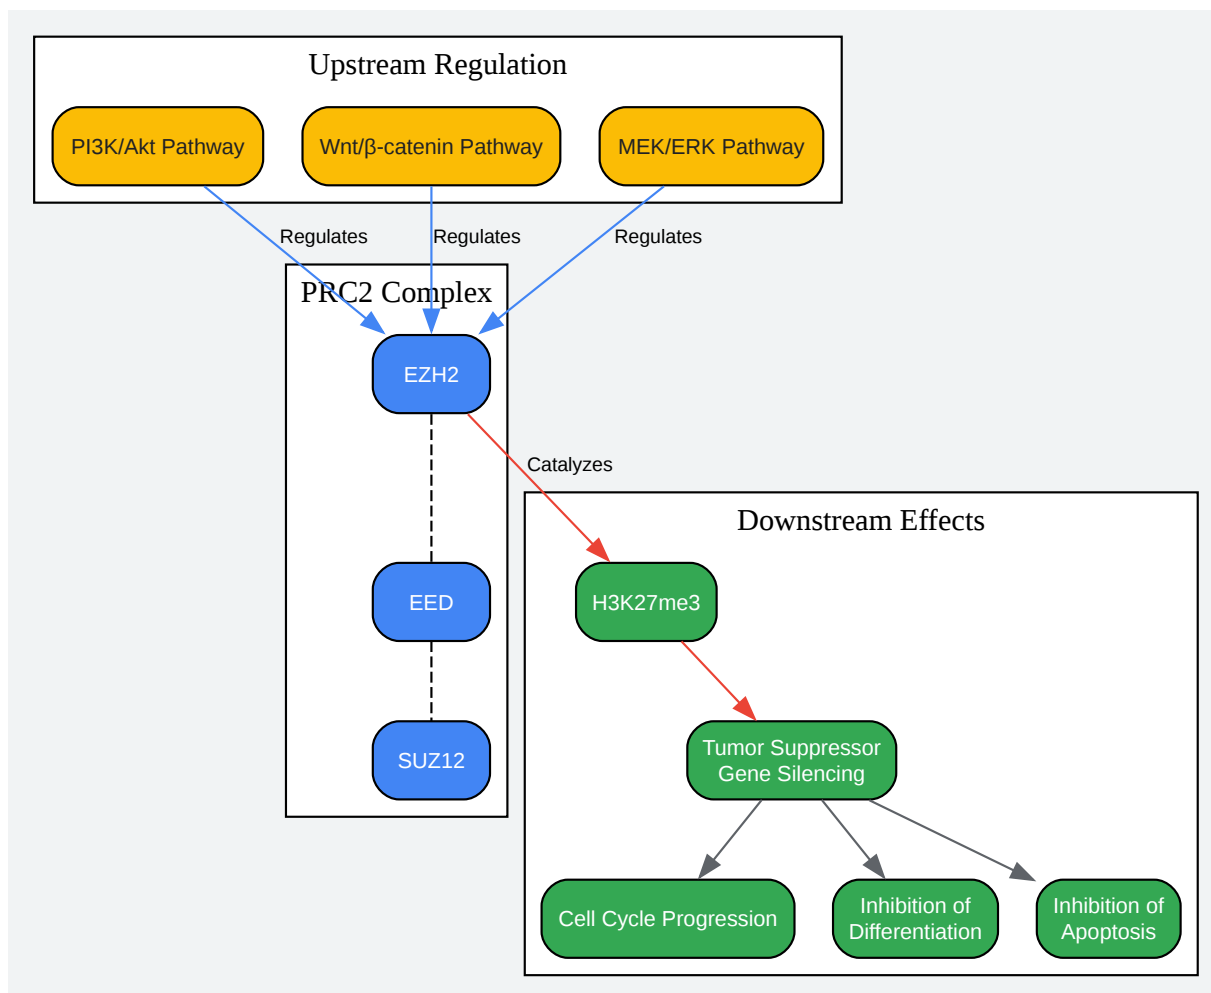 Upstream Regulation
PI3K/Akt Pathway
Wnt/β-catenin Pathway
MEK/ERK Pathway
Regulates
Regulates
Regulates
PRC2 Complex
EZH2
Catalyzes
Downstream Effects
EED
H3K27me3
SUZ12
Tumor Suppressor
Gene Silencing
Cell Cycle Progression
Inhibition of
Differentiation
Inhibition of
Apoptosis